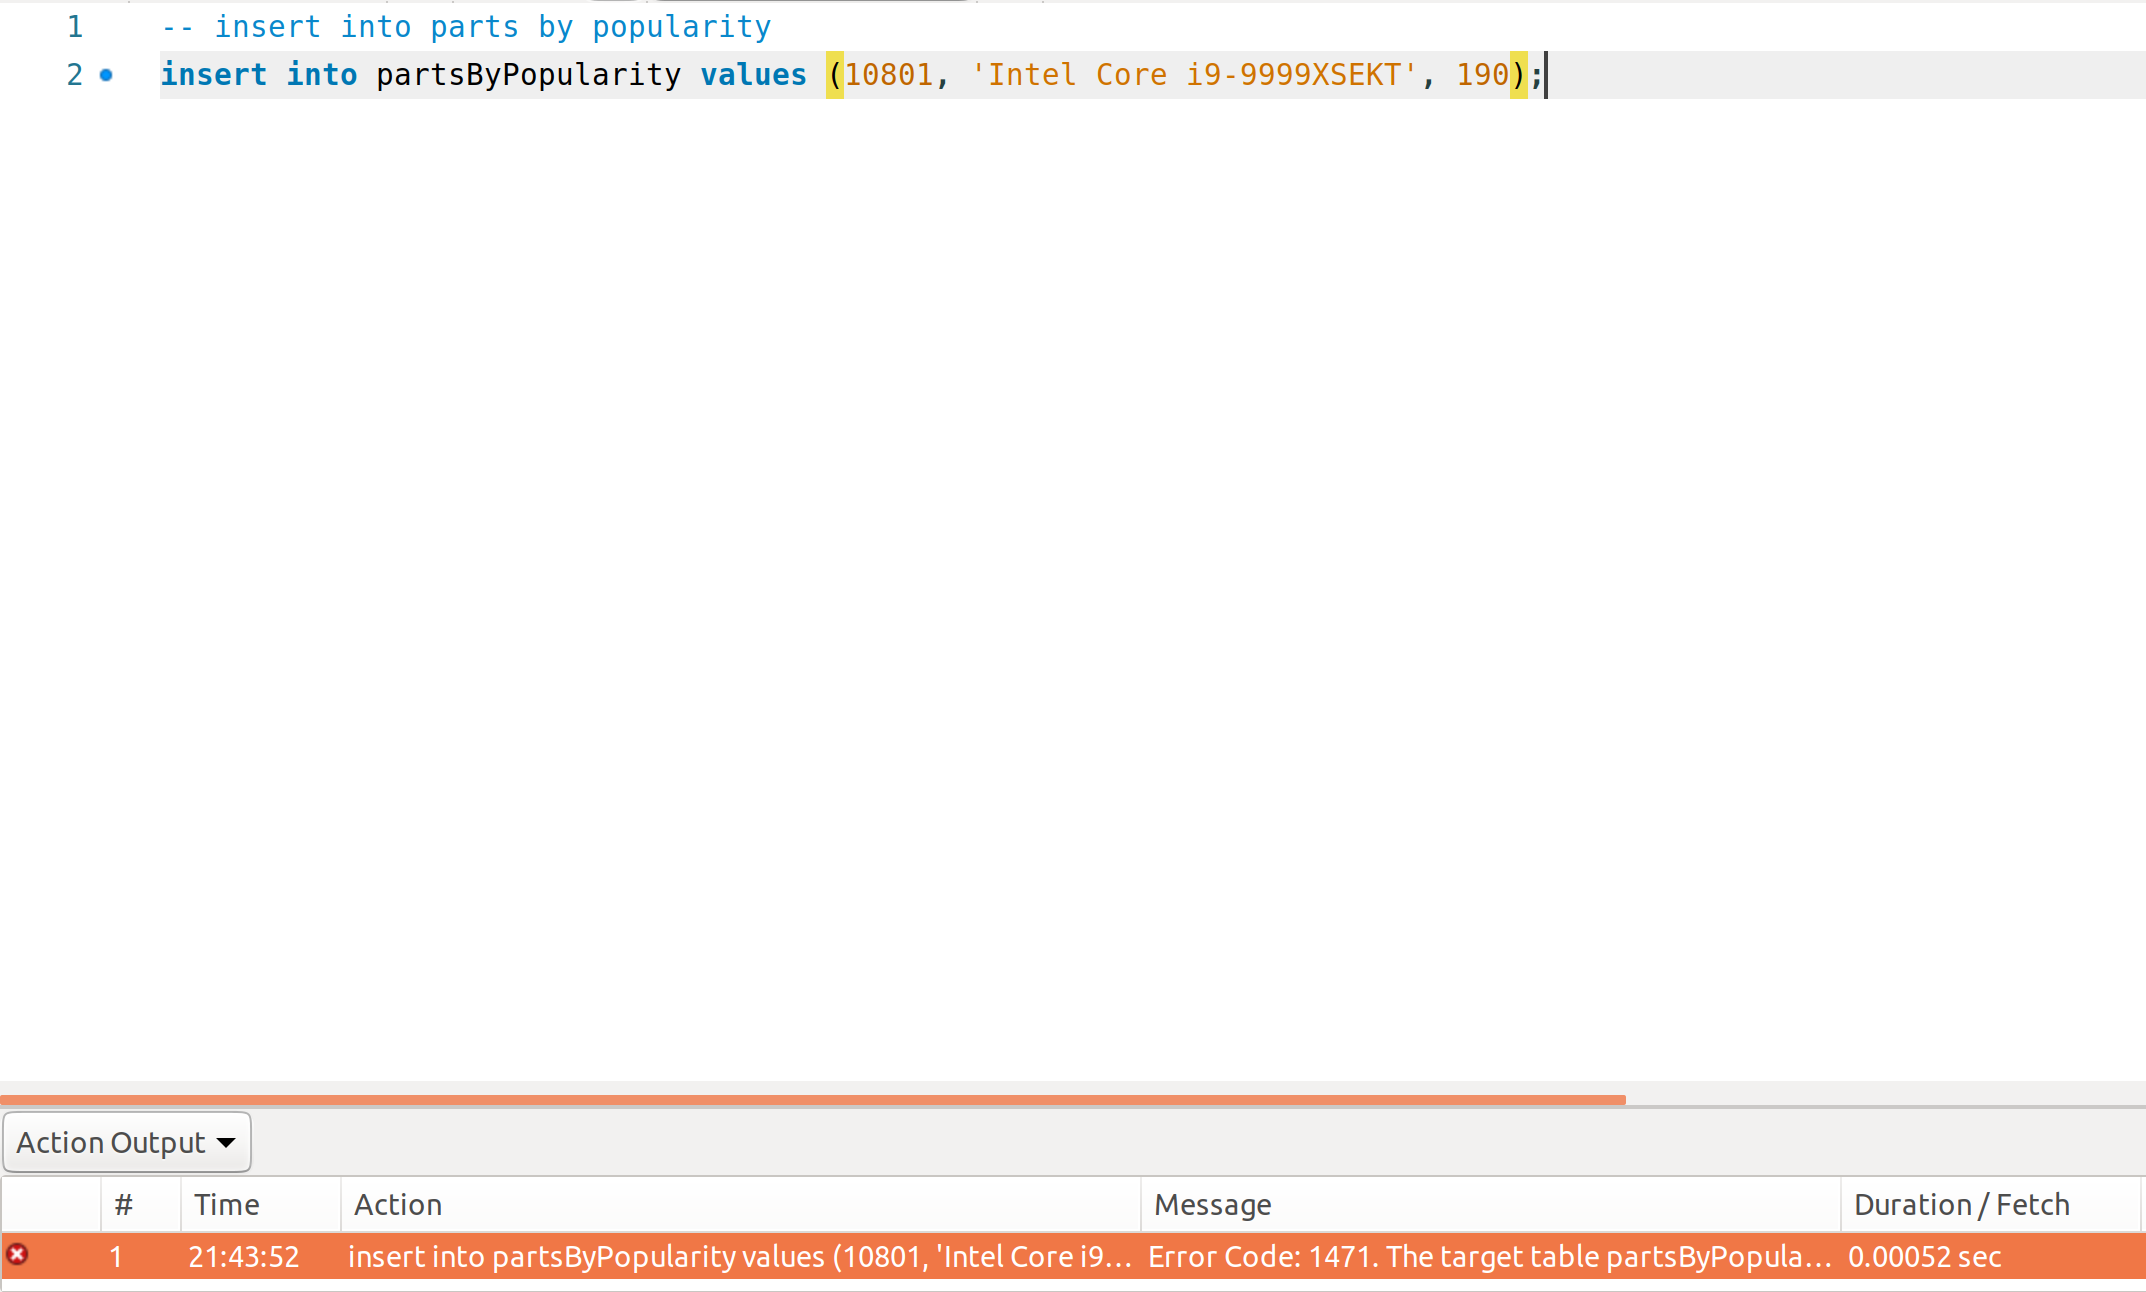 1 -- insert into parts by popularity
2 insert into partsByPopularity values (10801, 'Intel Core i9-9999XSEKT', 190);
Action Output
# Time Action Message Duration / Fetch
1 21:43:52 insert into partsByPopularity values (10801, 'Intel Core i9... Error Code: 1471. The target table partsByPopula... 0.00052 sec